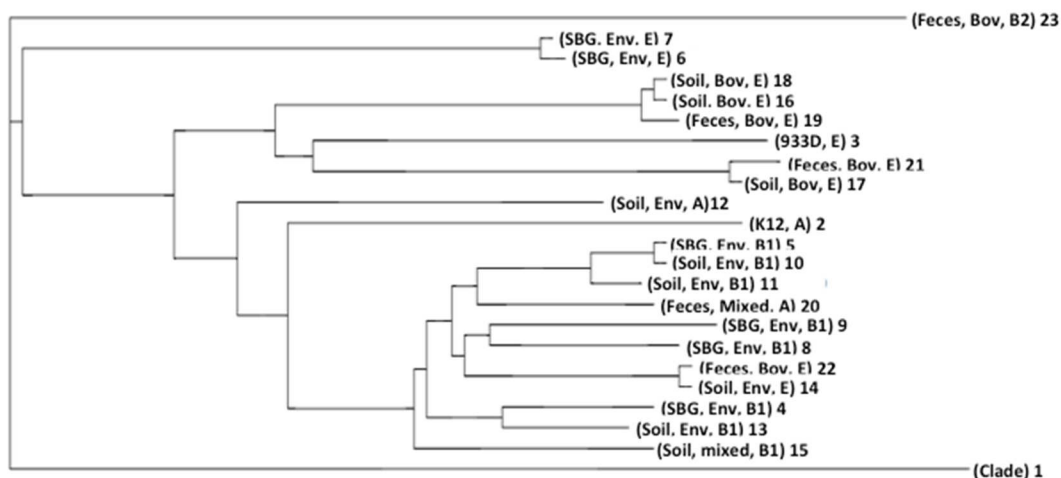 (Feces, Bov, B2) 23
(SBG. Env. E) 7
(SBG, Env, E) 6
(Soil, Bov, E) 18
(Soil. Bov. E) 16
(Feces, Bov, E) 19
(933D, E) 3
(Feces. Bov. E) 21
(Soil, Bov, E) 17
(Soil, Env, A)12
(K12, A) 2
(SBG. Env. B1) 5
(Soil, Env, B1) 10
(Soil, Env, B1) 11
(Feces, Mixed. A) 20
(SBG, Env, B1) 9
(SBG, Env. B1) 8
(Feces. Bov. E) 22
(Soil, Env, E) 14
(SBG, Env, B1) 4
(Soil, Env. B1) 13
(Soil, mixed, B1) 15
(Clade) 1